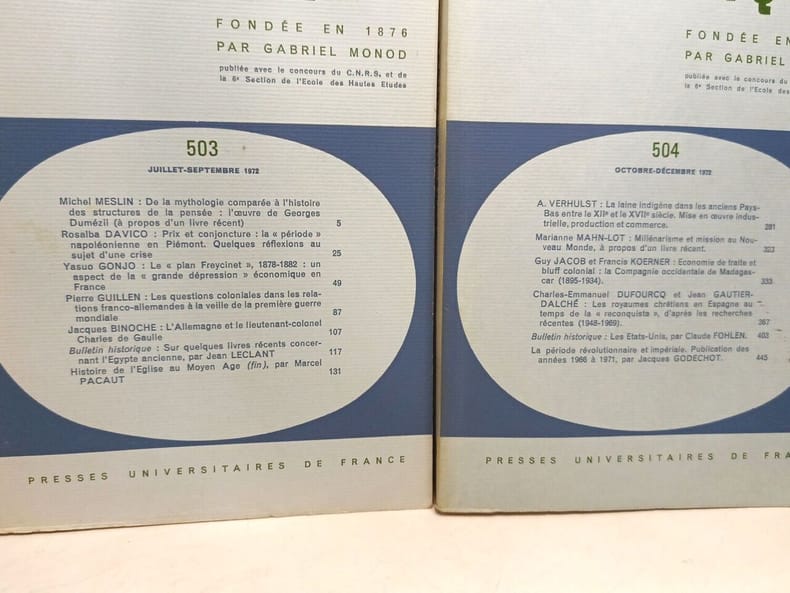 FONDÉE EN 1876
PAR GABRIEL MONOD
publiée avec le concours du C.N.R.S. et de
la 6e Section de l'Ecole des Hautes Etudes
503
JUILLET-SEPTEMBRE 1972
Michel MESLIN : De la mythologie comparée à l'histoire
des structures de la pensée : l'œuvre de Georges
Dumézil (à propos d'un livre récent) 5
Rosalba DAVICO : Prix et conjoncture : la « période »
napoléonienne en Piémont. Quelques réflexions au
sujet d'une crise 25
Yasuo GONJO : Le « plan Freycinet », 1878-1882 : un
aspect de la « grande dépression » économique en
France 49
Pierre GUILLEN : Les questions coloniales dans les rela-
tions franco-allemandes à la veille de la première guerre
mondiale 87
Jacques BINOCHE : L'Allemagne et le lieutenant-colonel
Charles de Gaulle 107
Bulletin historique : Sur quelques livres récents concer-
nant l'Egypte ancienne, par Jean LECLANT 117
Histoire de l'Eglise au Moyen Age (fin), par Marcel
PACAUT 131
PRESSES UNIVERSITAIRES DE FRANCE
FONDÉE EN
PAR GABRIEL
publiée avec le concours du
la 6e Section de l'Ecole des
504
OCTOBRE-DÉCEMBRE 1972
A. VERHULST : La laine indigène dans les anciens Pays-
Bas entre le XIIe et le XVIIe siècle. Mise en œuvre indus-
trielle, production et commerce. 281
Marianne MAHN-LOT : Millénarisme et mission au Nou-
veau Monde, à propos d'un livre récent. 323
Guy JACOB et Francis KOERNER : Economie de traite et
bluff colonial : la Compagnie occidentale de Madagas-
car (1895-1934). 333
Charles-Emmanuel DUFOURCQ et Jean GAUTIER-
DALCHÉ : Les royaumes chrétiens en Espagne au
temps de la « reconquista », d'après les recherches
récentes (1948-1969). 367
Bulletin historique : Les Etats-Unis, par Claude FOHLEN. 403
La période révolutionnaire et impériale. Publication des
années 1966 à 1971, par Jacques GODECHOT. 445
PRESSES UNIVERSITAIRES DE FRA